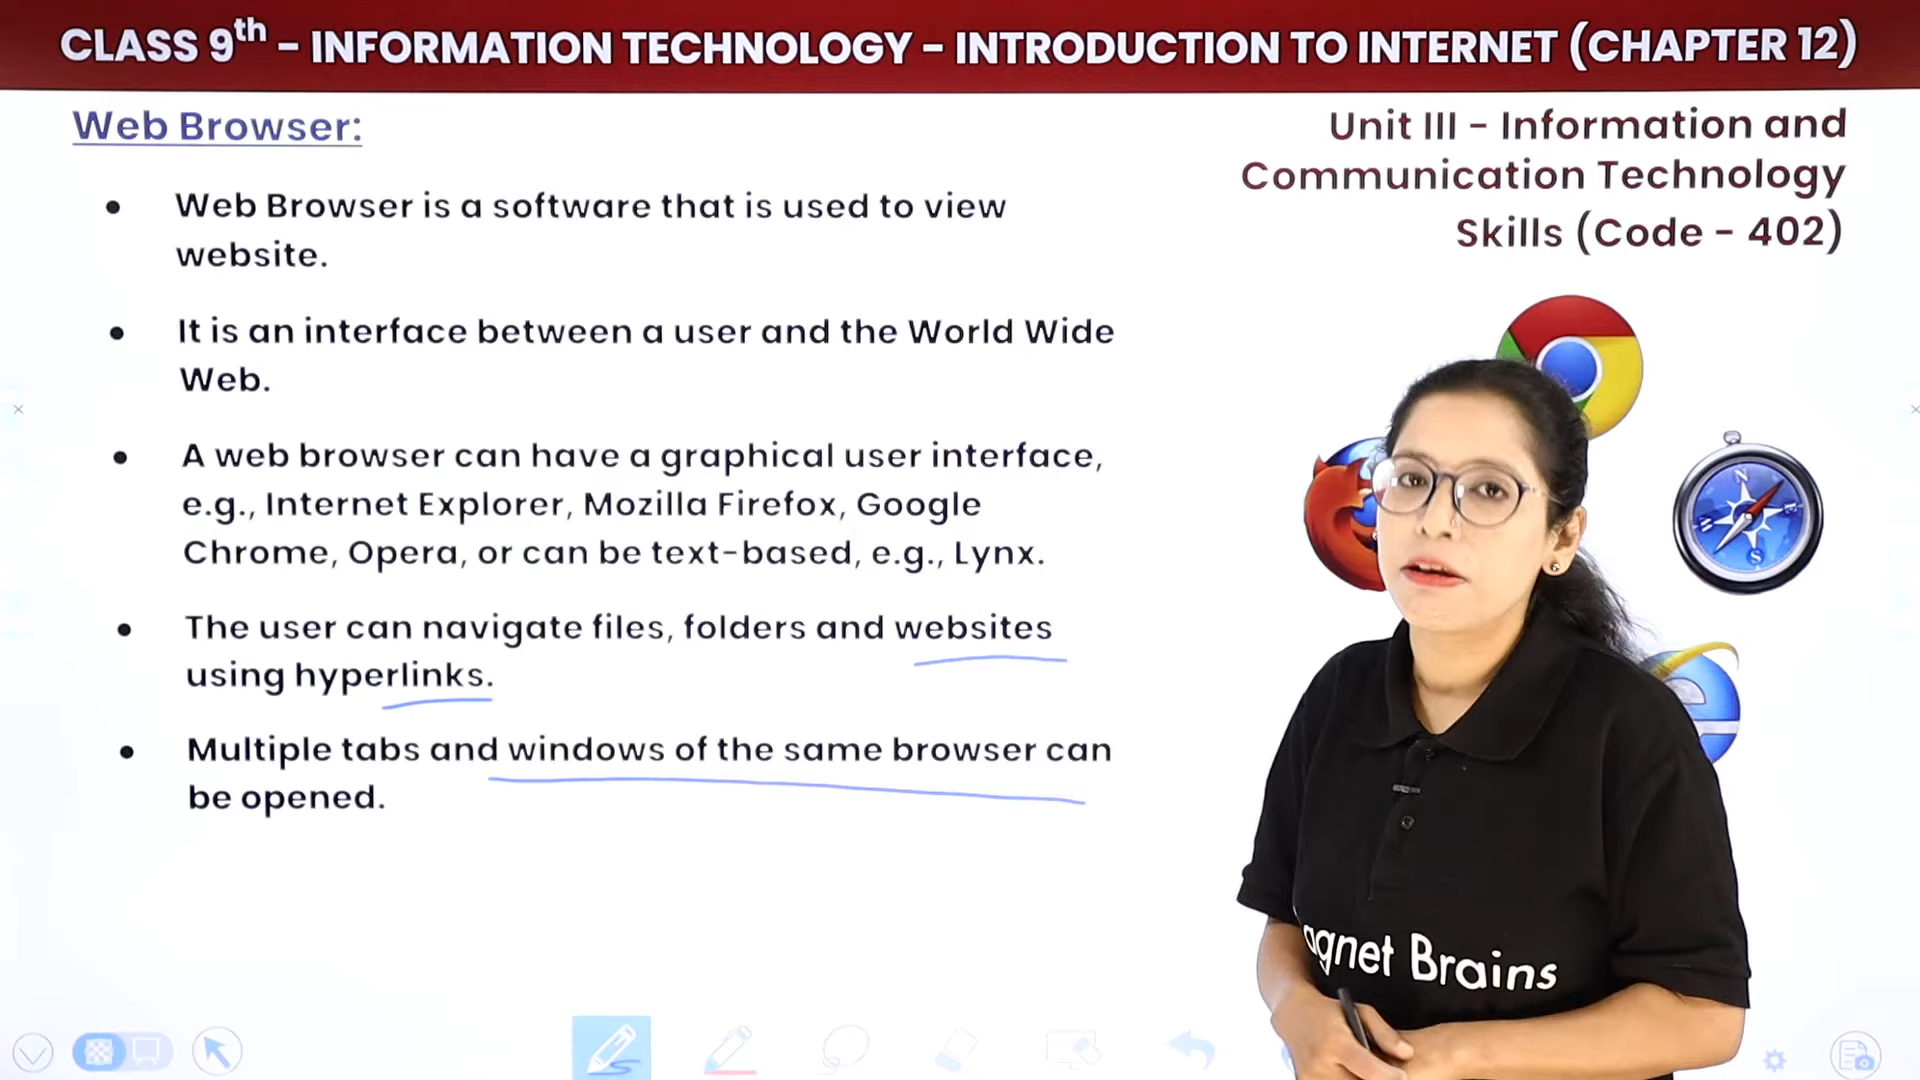 CLASS 9th – INFORMATION TECHNOLOGY – INTRODUCTION TO INTERNET (CHAPTER 12)
Web Browser:
• Web Browser is a software that is used to view
website.
• It is an interface between a user and the World Wide
Web.
• A web browser can have a graphical user interface,
e.g., Internet Explorer, Mozilla Firefox, Google
Chrome, Opera, or can be text-based, e.g., Lynx.
• The user can navigate files, folders and websites
using hyperlinks.
• Multiple tabs and windows of the same browser can
be opened.
Unit III – Information and
Communication Technology
Skills (Code – 402)
N
E
S
W
agnet Brains